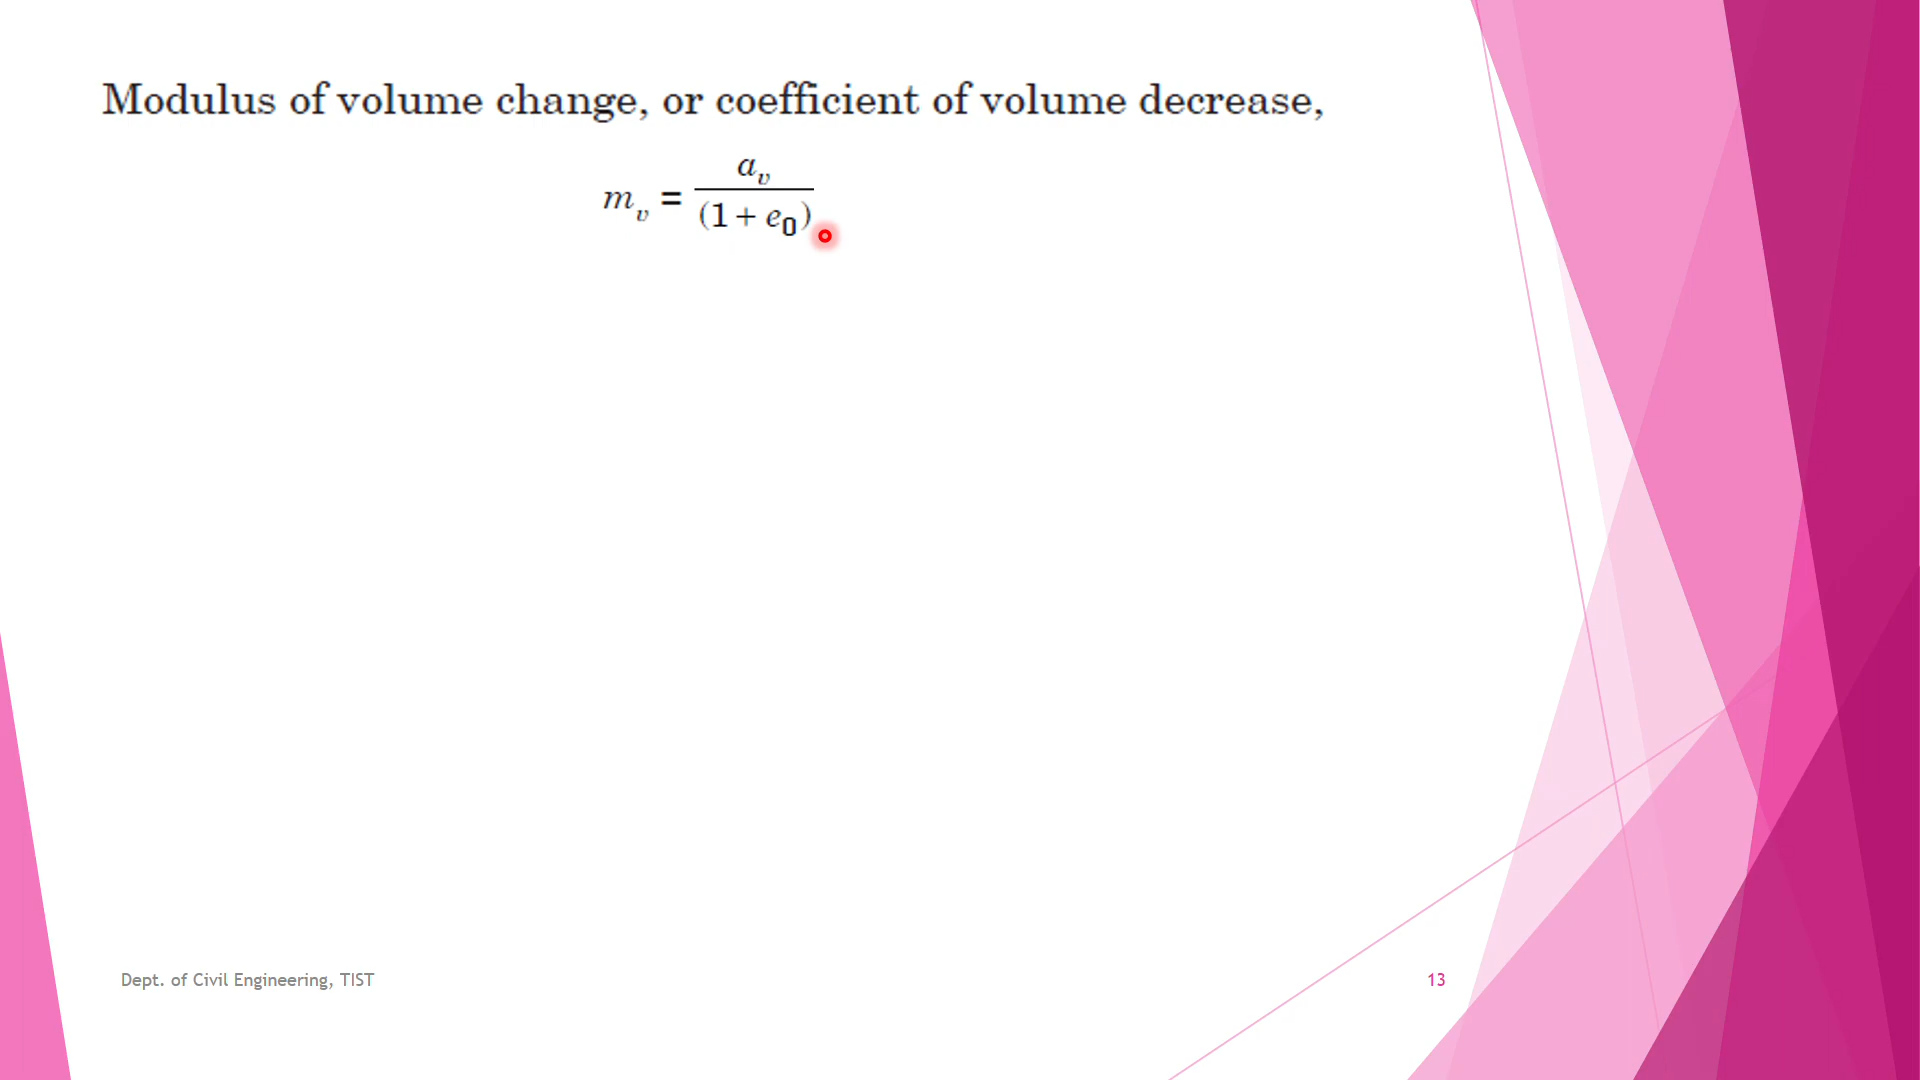 Modulus of volume change, or coefficient of volume decrease,
m_v = a_v / (1 + e_0)
Dept. of Civil Engineering, TIST
13